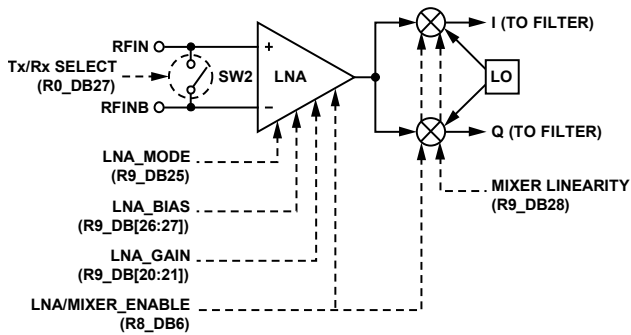 RFIN
I (TO FILTER)
Tx/Rx SELECT
(R0_DB27)
SW2
+
LNA
–
LO
RFINB
Q (TO FILTER)
LNA_MODE
(R9_DB25)
MIXER LINEARITY
(R9_DB28)
LNA_BIAS
(R9_DB[26:27])
LNA_GAIN
(R9_DB[20:21])
LNA/MIXER_ENABLE
(R8_DB6)